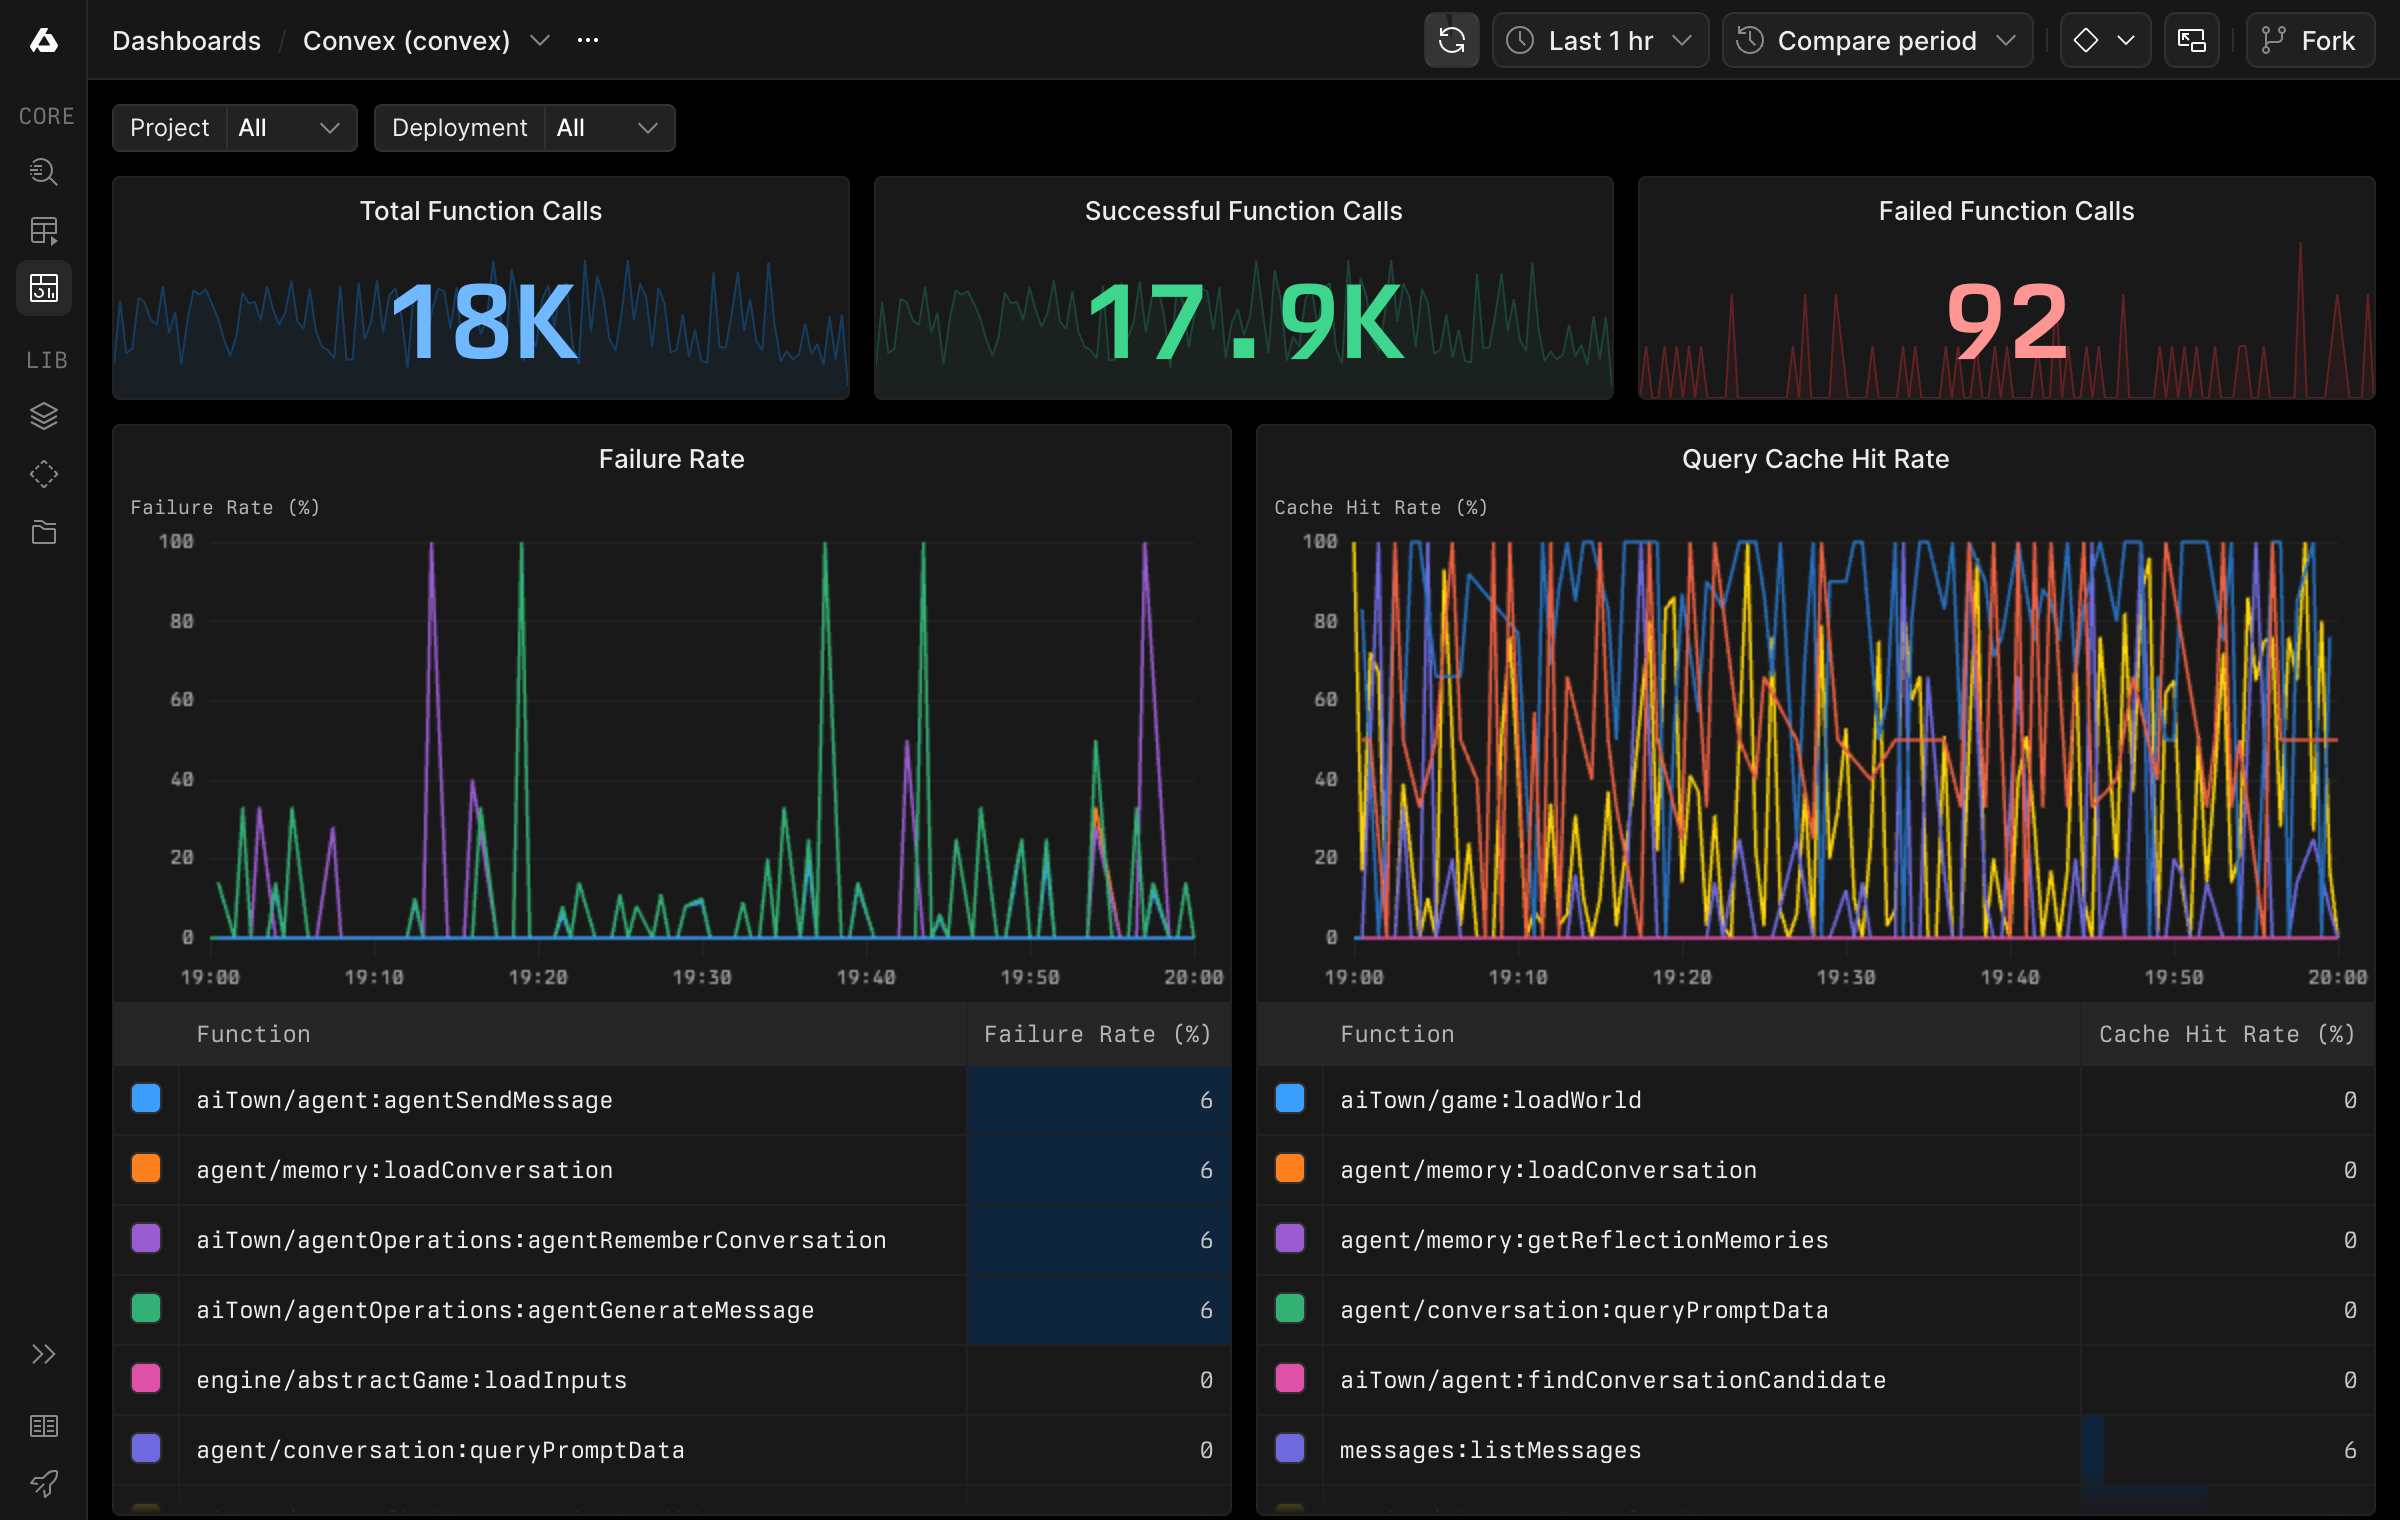 Dashboards / Convex (convex)
Last 1 hr
Compare period
Fork
CORE
LIB
Project All
Deployment All
Total Function Calls
18K
Successful Function Calls
17.9K
Failed Function Calls
92
Failure Rate
Failure Rate (%)
100
80
60
40
20
0
19:00 19:10 19:20 19:30 19:40 19:50 20:00
Function Failure Rate (%)
aiTown/agent:agentSendMessage 6
agent/memory:loadConversation 6
aiTown/agentOperations:agentRememberConversation 6
aiTown/agentOperations:agentGenerateMessage 6
engine/abstractGame:loadInputs 0
agent/conversation:queryPromptData 0
Query Cache Hit Rate
Cache Hit Rate (%)
100
80
60
40
20
0
19:00 19:10 19:20 19:30 19:40 19:50 20:00
Function Cache Hit Rate (%)
aiTown/game:loadWorld 0
agent/memory:loadConversation 0
agent/memory:getReflectionMemories 0
agent/conversation:queryPromptData 0
aiTown/agent:findConversationCandidate 0
messages:listMessages 6